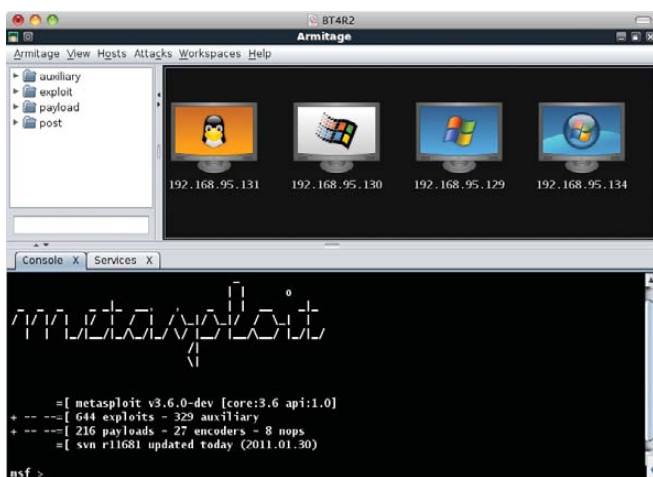 BT4R2
Armitage
Armitage View Hosts Attacks Workspaces Help
auxiliary
exploit
payload
post
192.168.95.131 192.168.95.130 192.168.95.129 192.168.95.134
Console X Services X
metasploit
=[ metasploit v3.6.0-dev [core:3.6 api:1.0]
+ -- --=[ 644 exploits - 329 auxiliary
+ -- --=[ 216 payloads - 27 encoders - 8 nops
=[ svn r11681 updated today (2011.01.30)
msf >